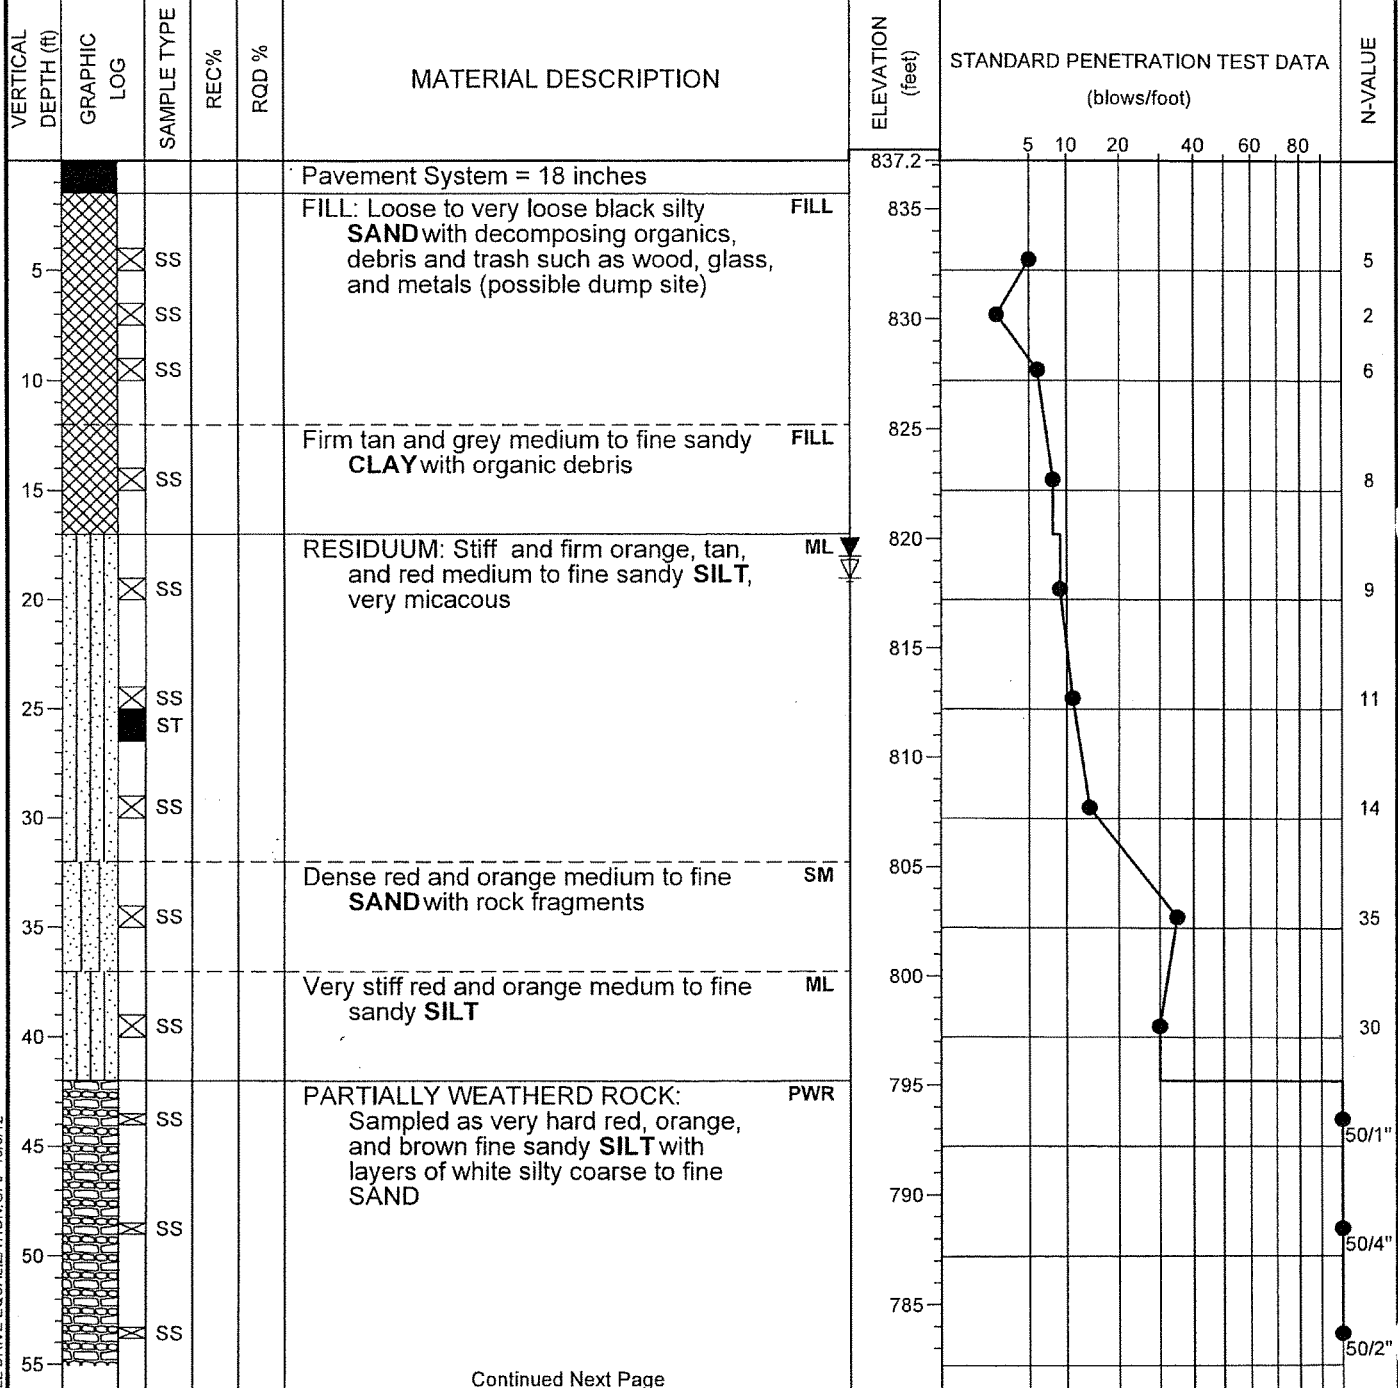 VERTICAL DEPTH (ft)
GRAPHIC LOG
SAMPLE TYPE
REC%
RQD %
MATERIAL DESCRIPTION
ELEVATION (feet)
STANDARD PENETRATION TEST DATA
(blows/foot)
N-VALUE
5 10 20 40 60 80
837.2
Pavement System = 18 inches
FILL: Loose to very loose black silty FILL
835
SAND with decomposing organics,
debris and trash such as wood, glass,
SS
5
5
and metals (possible dump site)
SS
830
2
SS
6
10
825
Firm tan and grey medium to fine sandy FILL
CLAY with organic debris
SS
8
15
820
RESIDUUM: Stiff and firm orange, tan, ML
and red medium to fine sandy SILT,
SS
9
very micacous
20
815
SS
11
25
ST
810
SS
14
30
805
Dense red and orange medium to fine SM
SAND with rock fragments
SS
35
35
800
Very stiff red and orange medum to fine ML
sandy SILT
SS
30
40
795
PARTIALLY WEATHERD ROCK: PWR
Sampled as very hard red, orange,
SS
50/1"
and brown fine sandy SILT with
45
layers of white silty coarse to fine
SAND
790
SS
50/4"
50
785
SS
50/2"
55
Continued Next Page